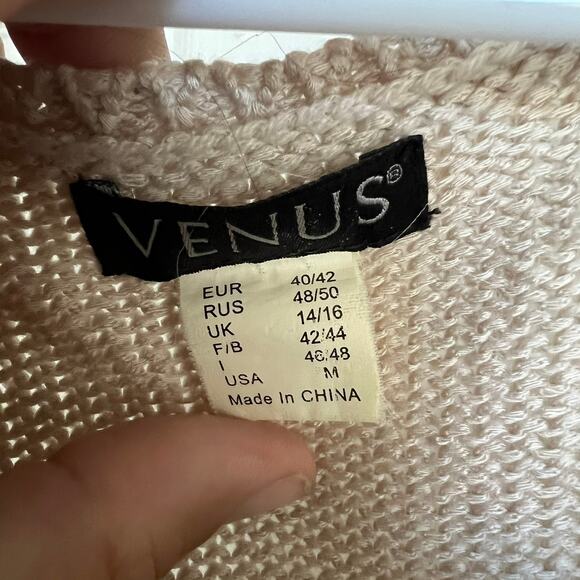 VENUS®
EUR 40/42
RUS 48/50
UK 14/16
F/B 42/44
I 46/48
USA M
Made In CHINA